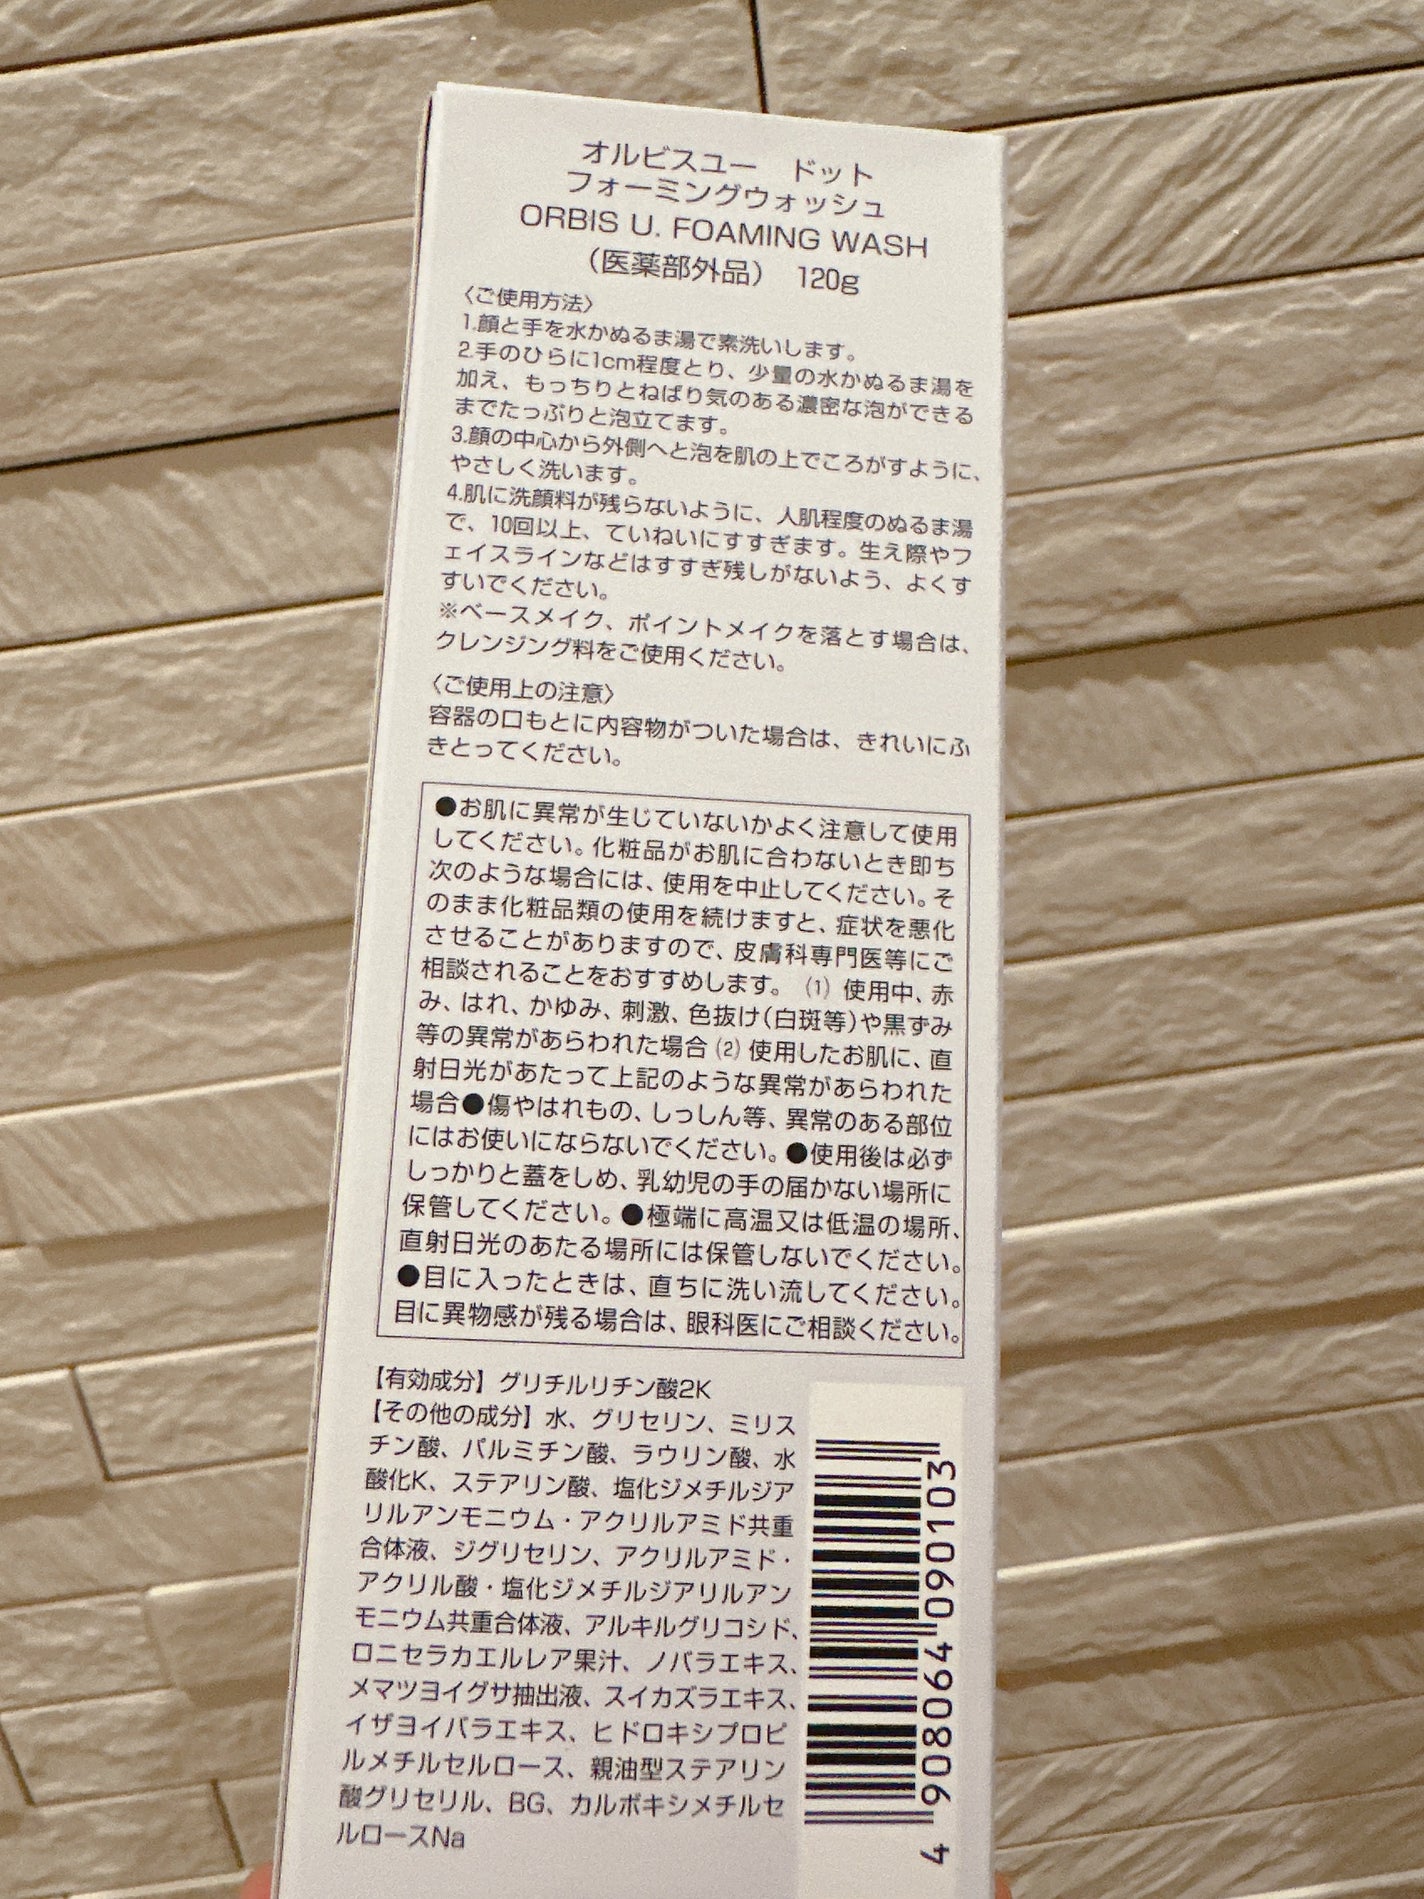 オルビスユー　ドット
フォーミングウォッシュ
ORBIS U. FOAMING WASH
（医薬部外品）　120g
〈ご使用方法〉
1.顔と手を水かぬるま湯で素洗いします。
2.手のひらに1cm程度とり、少量の水かぬるま湯を
加え、もっちりとねばり気のある濃密な泡ができる
までたっぷりと泡立てます。
3.顔の中心から外側へと泡を肌の上でころがすように、
やさしく洗います。
4.肌に洗顔料が残らないように、人肌程度のぬるま湯
で、10回以上、ていねいにすすぎます。生え際やフ
ェイスラインなどはすすぎ残しがないよう、よくす
すいでください。
※ベースメイク、ポイントメイクを落とす場合は、
クレンジング料をご使用ください。
〈ご使用上の注意〉
容器の口もとに内容物がついた場合は、きれいにふ
きとってください。
●お肌に異常が生じていないかよく注意して使用
してください。化粧品がお肌に合わないとき即ち
次のような場合には、使用を中止してください。そ
のまま化粧品類の使用を続けますと、症状を悪化
させることがありますので、皮膚科専門医等にご
相談されることをおすすめします。 (1) 使用中、赤
み、はれ、かゆみ、刺激、色抜け(白斑等)や黒ずみ
等の異常があらわれた場合 (2) 使用したお肌に、直
射日光があたって上記のような異常があらわれた
場合●傷やはれもの、しっしん等、異常のある部位
にはお使いにならないでください。●使用後は必ず
しっかりと蓋をしめ、乳幼児の手の届かない場所に
保管してください。●極端に高温又は低温の場所、
直射日光のあたる場所には保管しないでください。
●目に入ったときは、直ちに洗い流してください。
目に異物感が残る場合は、眼科医にご相談ください。
【有効成分】グリチルリチン酸2K
【その他の成分】水、グリセリン、ミリス
チン酸、パルミチン酸、ラウリン酸、水
酸化K、ステアリン酸、塩化ジメチルジア
リルアンモニウム・アクリルアミド共重
合体液、ジグリセリン、アクリルアミド・
アクリル酸・塩化ジメチルジアリルアン
モニウム共重合体液、アルキルグリコシド、
ロニセラカエルレア果汁、ノバラエキス、
メマツヨイグサ抽出液、スイカズラエキス、
イザヨイバラエキス、ヒドロキシプロピ
ルメチルセルロース、親油型ステアリン
酸グリセリル、BG、カルボキシメチルセ
ルロースNa
4 908064 090103